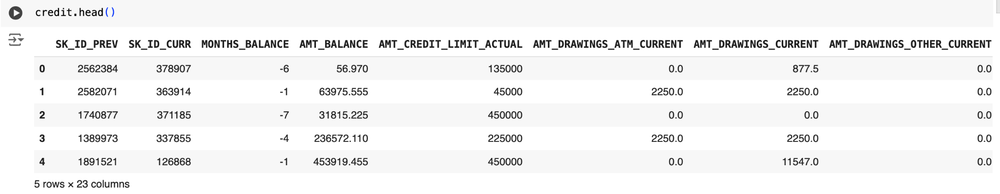 credit.head()
SK_ID_PREV SK_ID_CURR MONTHS_BALANCE AMT_BALANCE AMT_CREDIT_LIMIT_ACTUAL AMT_DRAWINGS_ATM_CURRENT AMT_DRAWINGS_CURRENT AMT_DRAWINGS_OTHER_CURRENT
0 2562384 378907 -6 56.970 135000 0.0 877.5 0.0
1 2582071 363914 -1 63975.555 45000 2250.0 2250.0 0.0
2 1740877 371185 -7 31815.225 450000 0.0 0.0 0.0
3 1389973 337855 -4 236572.110 225000 2250.0 2250.0 0.0
4 1891521 126868 -1 453919.455 450000 0.0 11547.0 0.0
5 rows × 23 columns